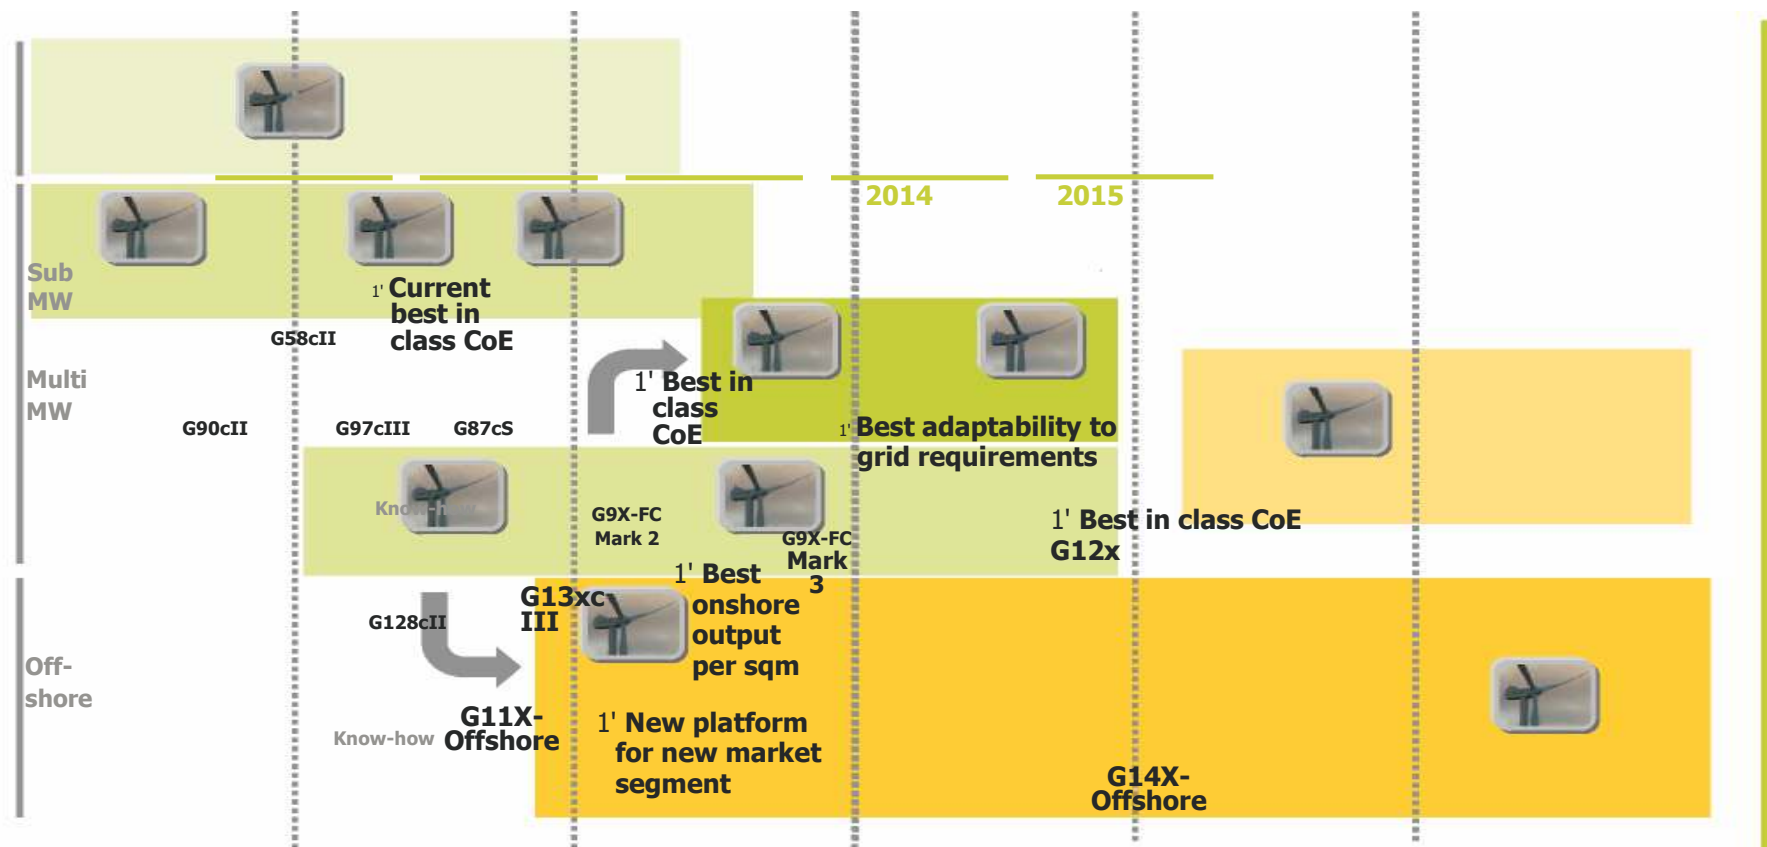 2014
2015
Sub
MW
1' Current
best in
class CoE
G58cII
Multi
MW
1' Best in
class
CoE
G90cII
G97cIII
G87cS
1' Best adaptability to
grid requirements
Know-how
G9X-FC
Mark 2
G9X-FC
Mark
3
1' Best in class CoE
G12x
G128cII
G13xc-
III
1' Best
onshore
output
per sqm
Off-
shore
Know-how
G11X-
Offshore
1' New platform
for new market
segment
G14X-
Offshore